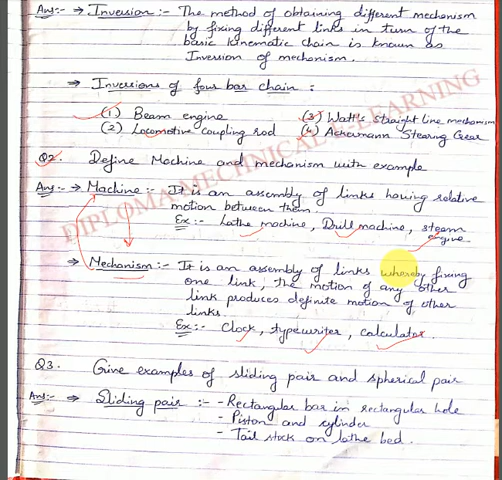 Ans:- → Inversion :- The method of obtaining different mechanism
by fixing different links in turn of the
basic kinematic chain is known as
Inversion of mechanism.
→ Inversions of four bar chain :
(1) Beam engine (3) Watt's straight line mechanism
(2) Locomotive coupling rod (4) Ackermann Stearing Gear
Q2. Define Machine and mechanism with example
Ans:- → Machine :- It is an assembly of links having relative
motion between them.
Ex:- Lathe machine, Drill machine, steam
engine.
→ Mechanism :- It is an assembly of links whereby fixing
one link, the motion of any other
link produces definite motion of other
links.
Ex:- Clock, typewriter, calculator.
Q3. Give examples of sliding pair and spherical pair
Ans:- → Sliding pair :- - Rectangular bar in rectangular hole
- Piston and cylinder
- Tail stock on lathe bed.
DIPLOMA MECHANICAL E-LEARNING